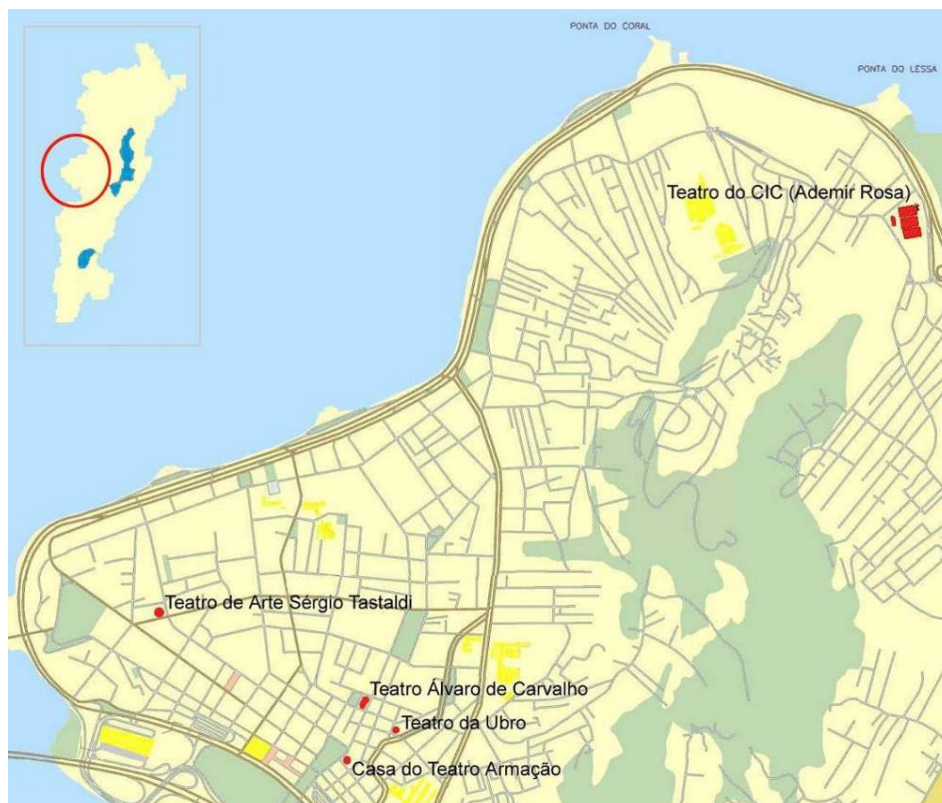 PONTA DO CORAL
PONTA DO LESSA
Teatro do CIC (Ademir Rosa)
Teatro de Arte Sérgio Tastaldi
Teatro Álvaro de Carvalho
Teatro da Ubro
Casa do Teatro Armação